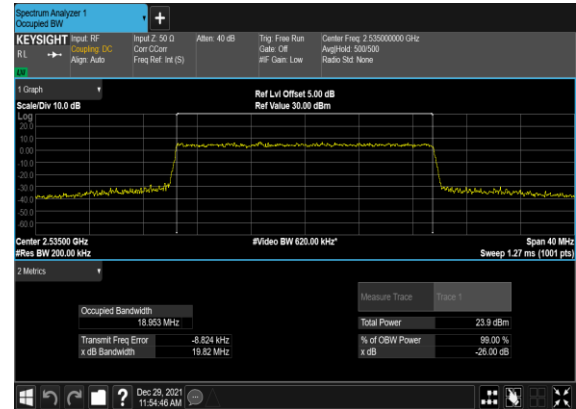 Spectrum Analyzer 1
Occupied BW
+
KEYSIGHT Input: RF Input Z: 50 Ω Atten: 40 dB Trig: Free Run Center Freq: 2.535000000 GHz
RL Coupling: DC Corr CCorr Gate: Off Avg|Hold: 500/500
Align: Auto Freq Ref: Int (S) #IF Gain: Low Radio Std: None
1 Graph
Ref Lvl Offset 5.00 dB
Scale/Div 10.0 dB Ref Value 30.00 dBm
Log
20.0
10.0
0.00
-10.0
-20.0
-30.0
-40.0
-50.0
-60.0
Center 2.53500 GHz #Video BW 620.00 kHz* Span 40 MHz
#Res BW 200.00 kHz Sweep 1.27 ms (1001 pts)
2 Metrics
Measure Trace Trace 1
Occupied Bandwidth
18.953 MHz Total Power 23.9 dBm
Transmit Freq Error -8.824 kHz % of OBW Power 99.00 %
x dB Bandwidth 19.82 MHz x dB -26.00 dB
? Dec 29, 2021
11:54:46 AM